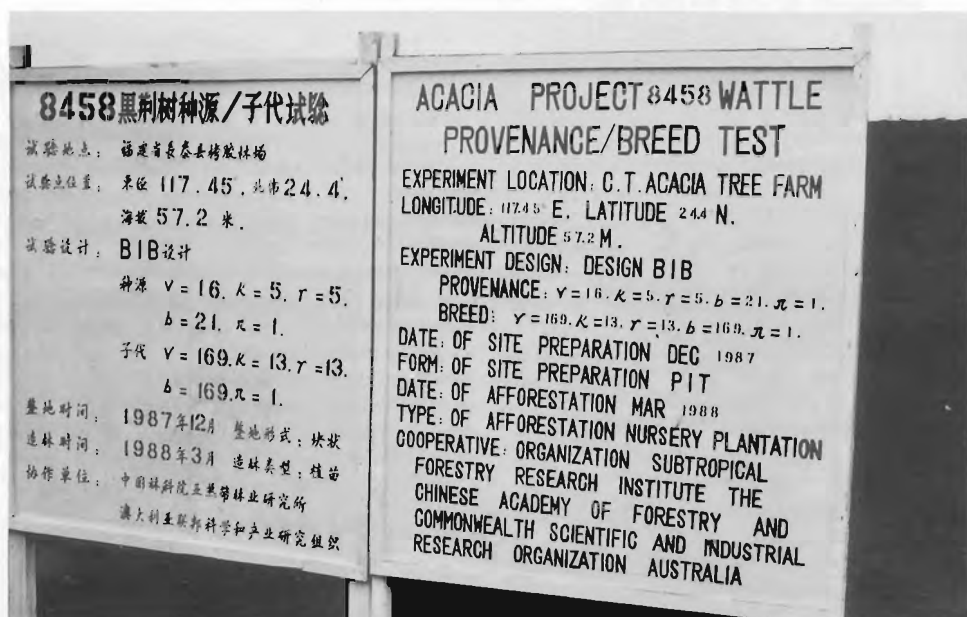 8458黑荆树种源/子代试验
试验地点: 福建省长泰县栲胶林场
试验点位置: 东经117.45', 北韦24.4',
海拔57.2米.
试验设计: BIB设计
种源 V=16. K=5. r=5.
b=21. π=1.
子代 V=169. K=13. r=13.
b=169. π=1.
整地时间: 1987年12月 整地形式: 块状
造林时间: 1988年3月 造林类型: 植苗
协作单位: 中国林科院亚热带林业研究所
澳大利亚联邦科学和产业研究组织
ACACIA PROJECT 8458 WATTLE
PROVENANCE/BREED TEST
EXPERIMENT LOCATION: C.T. ACACIA TREE FARM
LONGITUDE: 117.45 E. LATITUDE 24.4 N.
ALTITUDE 57.2 M.
EXPERIMENT DESIGN: DESIGN BIB
PROVENANCE: V=16. K=5. r=5. b=21. π=1.
BREED: V=169. K=13. r=13. b=169. π=1.
DATE: OF SITE PREPARATION DEC 1987
FORM: OF SITE PREPARATION PIT
DATE: OF AFFORESTATION MAR 1988
TYPE: OF AFFORESTATION NURSERY PLANTATION
COOPERATIVE: ORGANIZATION SUBTROPICAL
FORESTRY RESEARCH INSTITUTE THE
CHINESE ACADEMY OF FORESTRY AND
COMMONWEALTH SCIENTIFIC AND INDUSTRIAL
RESEARCH ORGANIZATION AUSTRALIA